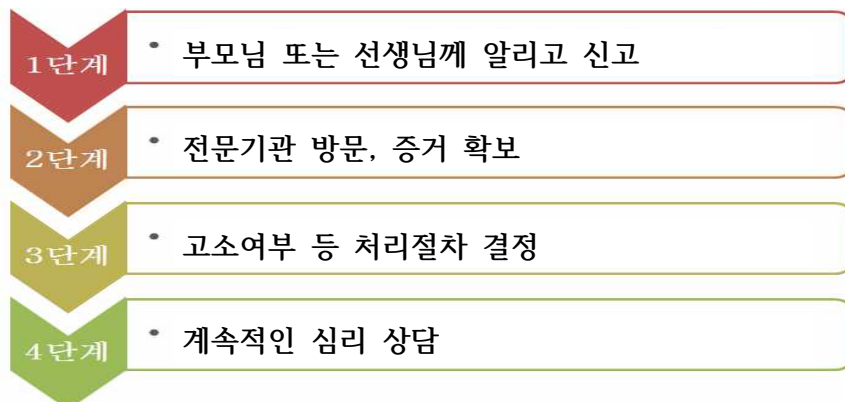 1단계
• 부모님 또는 선생님께 알리고 신고
2단계
• 전문기관 방문, 증거 확보
3단계
• 고소여부 등 처리절차 결정
4단계
• 계속적인 심리 상담